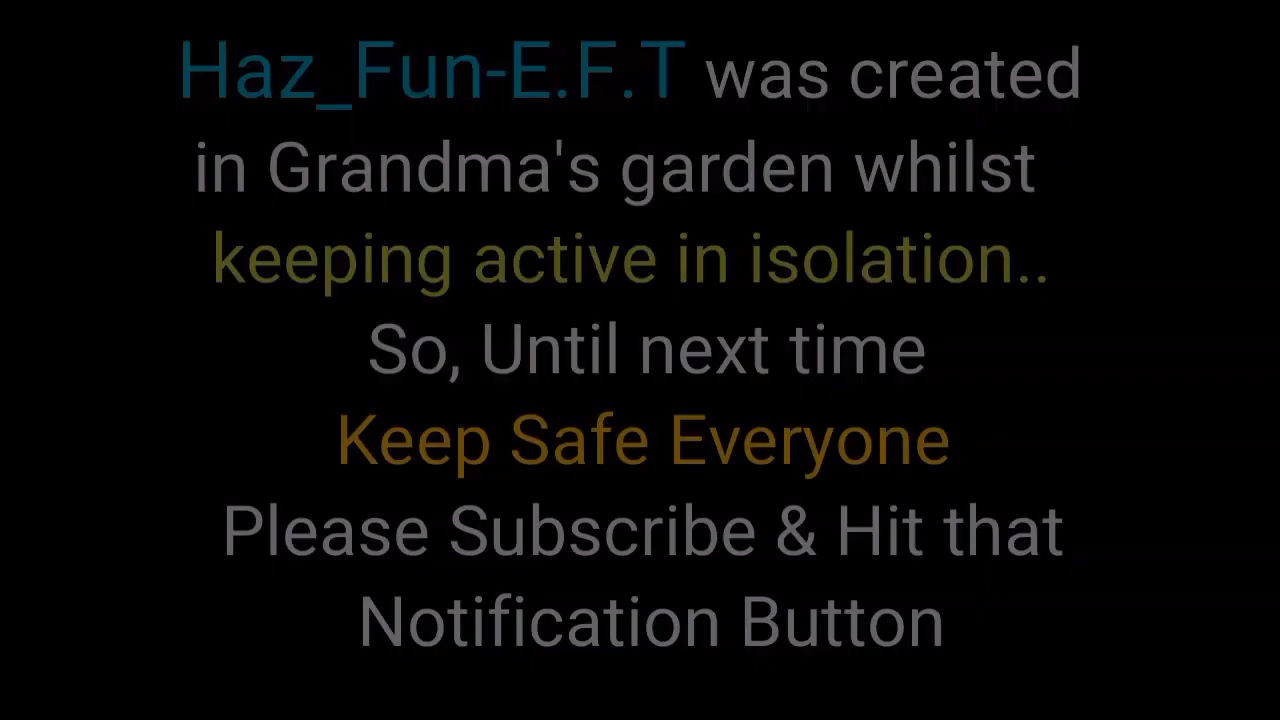 Haz_Fun-E.F.T was created
in Grandma's garden whilst
keeping active in isolation..
So, Until next time
Keep Safe Everyone
Please Subscribe & Hit that
Notification Button